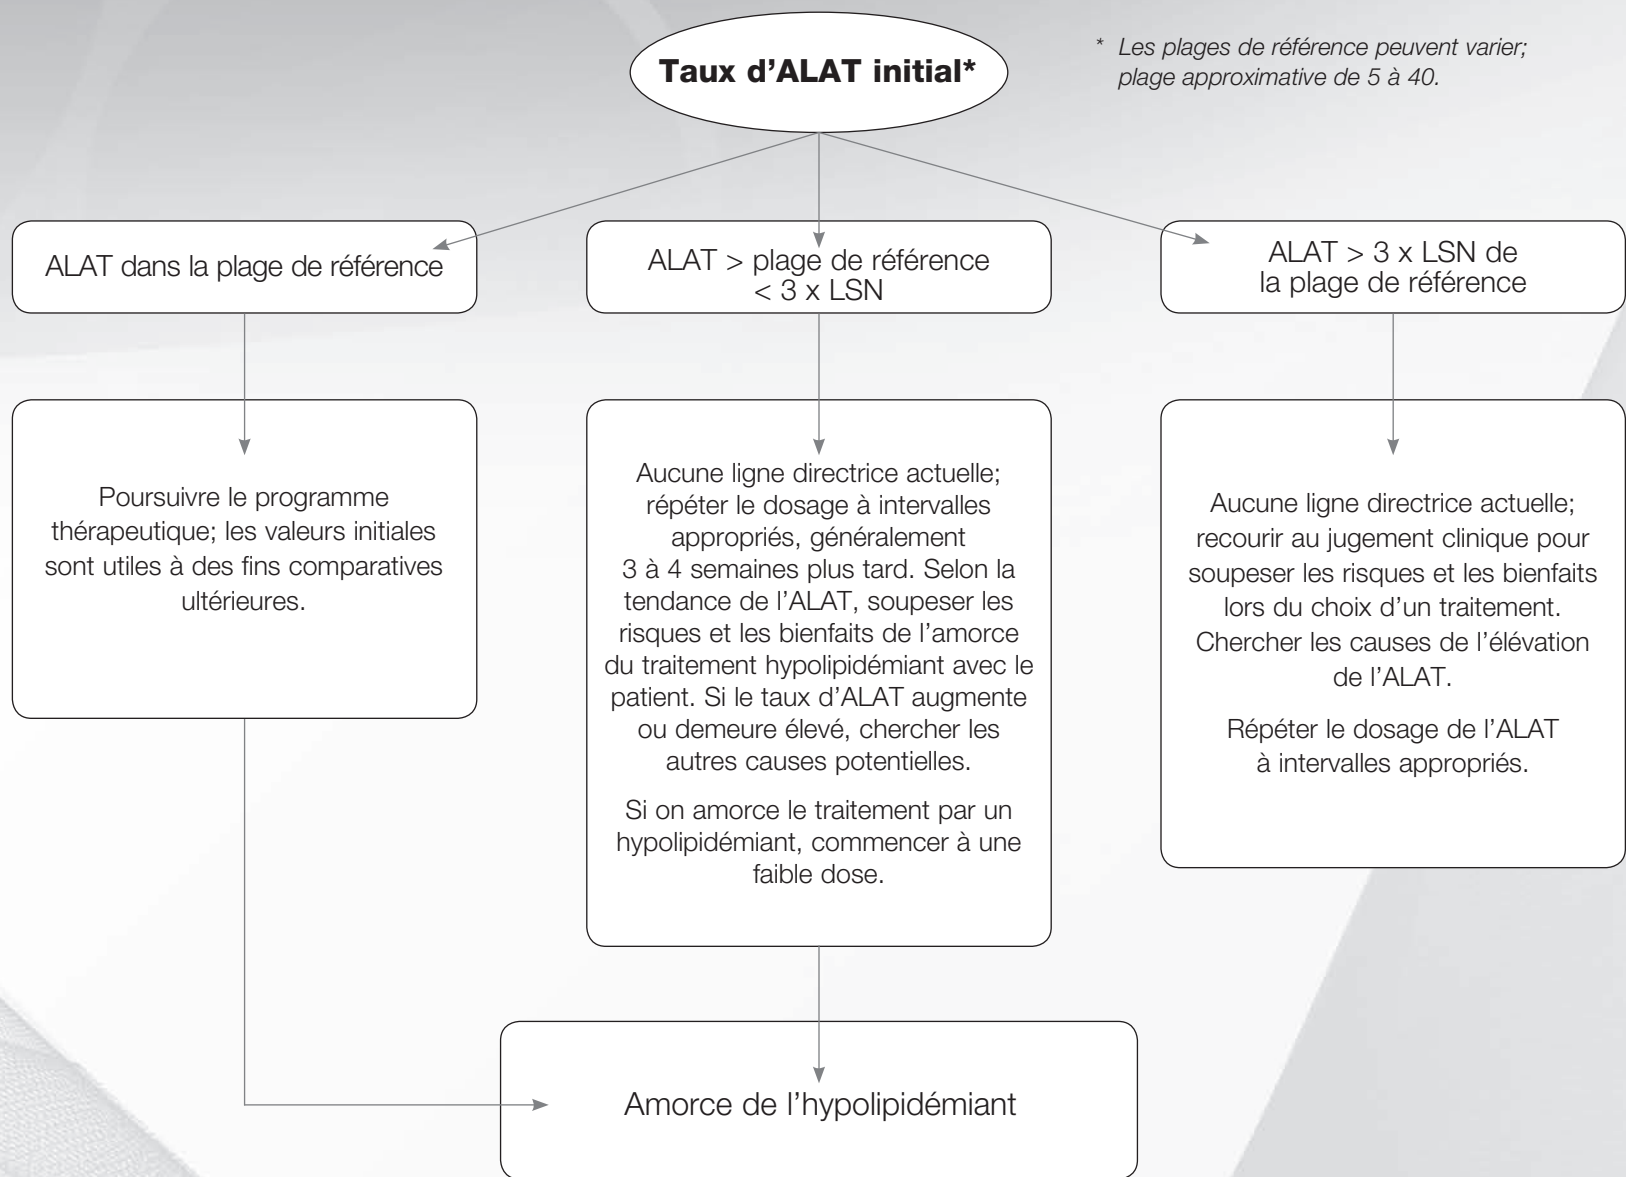 Taux d’ALAT initial*
* Les plages de référence peuvent varier;
plage approximative de 5 à 40.
ALAT dans la plage de référence
ALAT > plage de référence
< 3 x LSN
ALAT > 3 x LSN de
la plage de référence
Poursuivre le programme
thérapeutique; les valeurs initiales
sont utiles à des fins comparatives
ultérieures.
Aucune ligne directrice actuelle;
répéter le dosage à intervalles
appropriés, généralement
3 à 4 semaines plus tard. Selon la
tendance de l’ALAT, soupeser les
risques et les bienfaits de l’amorce
du traitement hypolipidémiant avec le
patient. Si le taux d’ALAT augmente
ou demeure élevé, chercher les
autres causes potentielles.
Si on amorce le traitement par un
hypolipidémiant, commencer à une
faible dose.
Aucune ligne directrice actuelle;
recourir au jugement clinique pour
soupeser les risques et les bienfaits
lors du choix d’un traitement.
Chercher les causes de l’élévation
de l’ALAT.
Répéter le dosage de l’ALAT
à intervalles appropriés.
Amorce de l’hypolipidémiant